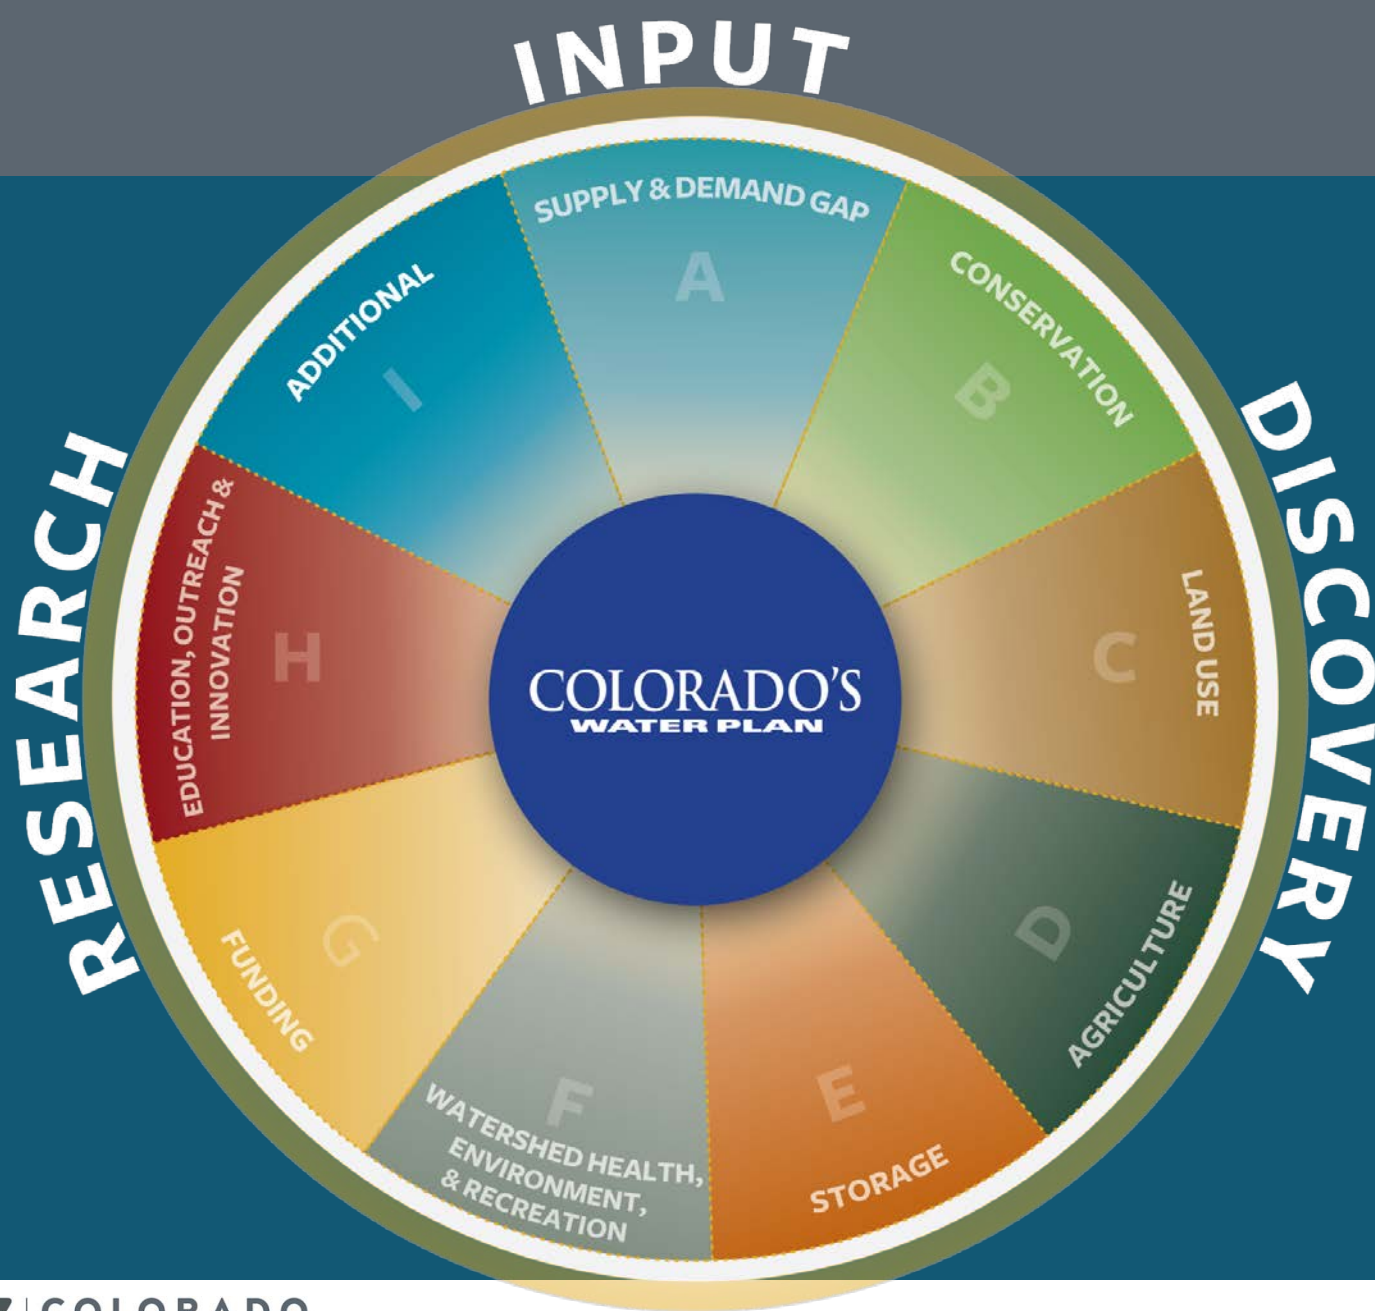 INPUT
SUPPLY & DEMAND GAP
A
CONSERVATION
B
LAND USE
C
AGRICULTURE
D
STORAGE
E
F
WATERSHED HEALTH,
ENVIRONMENT,
& RECREATION
FUNDING
G
EDUCATION, OUTREACH &
INNOVATION
H
ADDITIONAL
I
COLORADO'S
WATER PLAN
DISCOVERY
RESEARCH
COLORADO